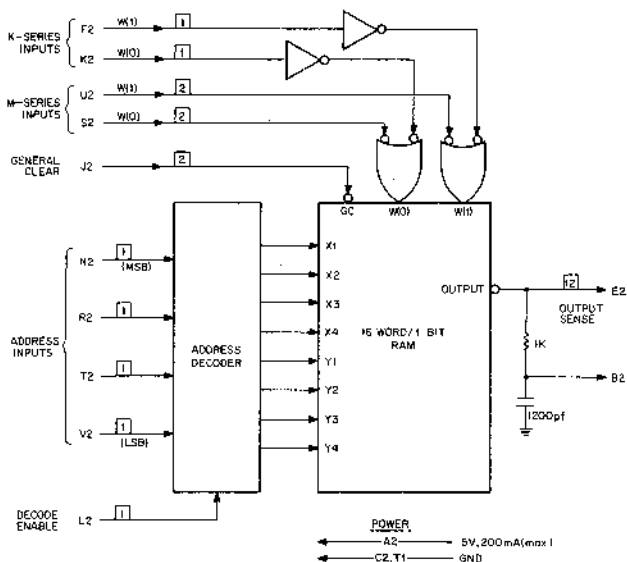 K-SERIES INPUTS
F2 W(1) 1
K2 W(0) 1
M-SERIES INPUTS
U2 W(1) 2
S2 W(0) 2
GENERAL CLEAR J2 2
GC W(0) W(1)
ADDRESS INPUTS
N2 1 (MSB)
R2 1
T2 1
V2 1 (LSB)
DECODE ENABLE L2 1
ADDRESS DECODER
X1
X2
X3
X4
Y1
Y2
Y3
Y4
16 WORD/1 BIT RAM
OUTPUT
12 E2
OUTPUT SENSE
1K
B2
1200pf
POWER
A2 5V, 200mA(max)
C2,T1 GND